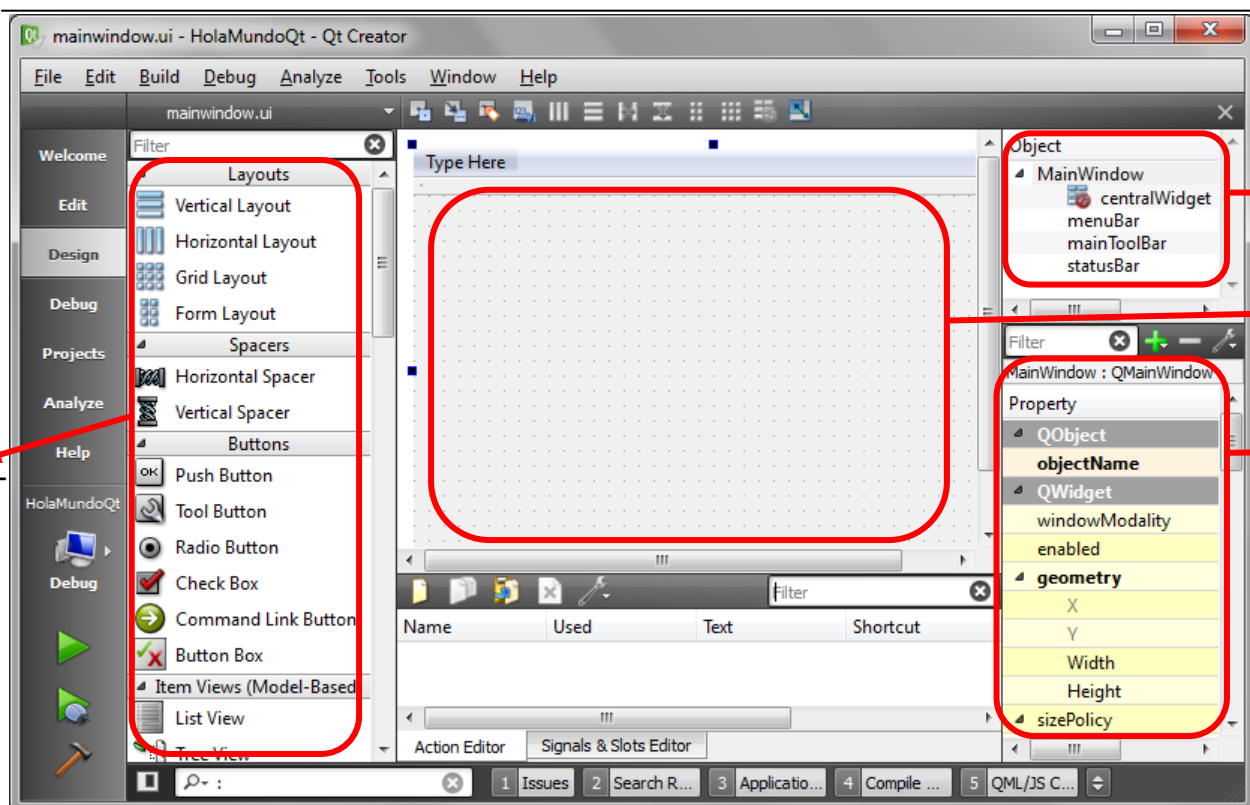 mainwindow.ui - HolaMundoQt - Qt Creator
File Edit Build Debug Analyze Tools Window Help
mainwindow.ui
Welcome
Edit
Design
Debug
Projects
Analyze
Help
HolaMundoQt
Debug
Filter
Layouts
Vertical Layout
Horizontal Layout
Grid Layout
Form Layout
Spacers
Horizontal Spacer
Vertical Spacer
Buttons
Push Button
OK
Tool Button
Radio Button
Check Box
Command Link Button
Button Box
Item Views (Model-Based
List View
Tree View
Type Here
Filter
Name Used Text Shortcut
Action Editor Signals & Slots Editor
Object
MainWindow
centralWidget
menuBar
mainToolBar
statusBar
Filter
MainWindow : QMainWindow
Property
QObject
objectName
QWidget
windowModality
enabled
geometry
X
Y
Width
Height
sizePolicy
1 Issues 2 Search R... 3 Applicatio... 4 Compile ... 5 QML/JS C...